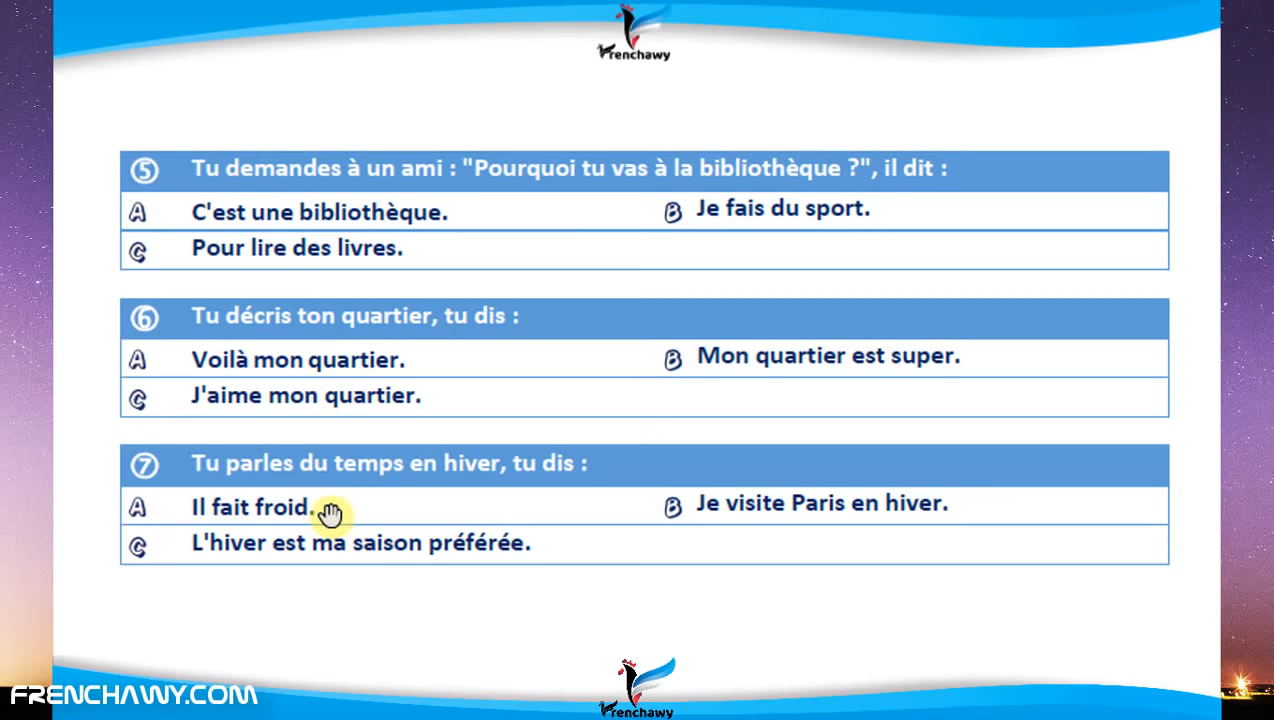 Frenchawy
5 Tu demandes à un ami : "Pourquoi tu vas à la bibliothèque ?", il dit :
A C'est une bibliothèque. B Je fais du sport.
C Pour lire des livres.
6 Tu décris ton quartier, tu dis :
A Voilà mon quartier. B Mon quartier est super.
C J'aime mon quartier.
7 Tu parles du temps en hiver, tu dis :
A Il fait froid. B Je visite Paris en hiver.
C L'hiver est ma saison préférée.
FRENCHAWY.COM
Frenchawy